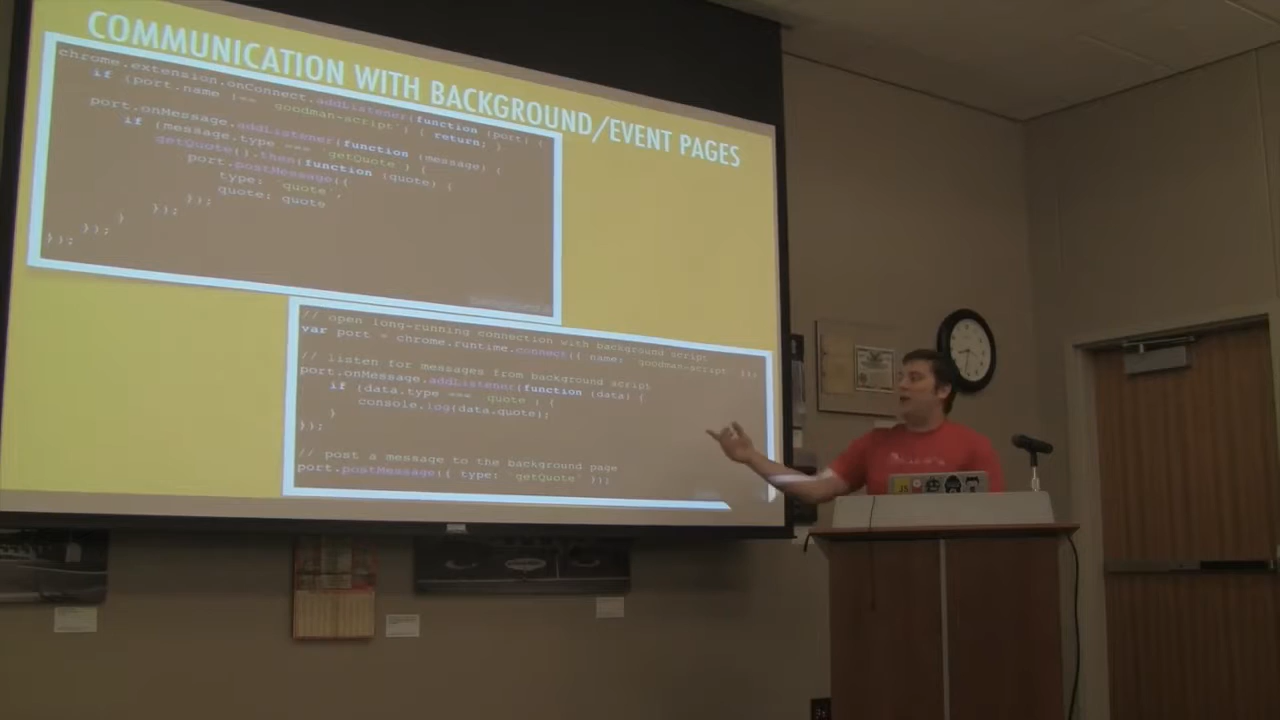 COMMUNICATION WITH BACKGROUND/EVENT PAGES
chrome.extension.onConnect.addListener(function (port) {
if (port.name !== `goodman-script`) { return; }
port.onMessage.addListener(function (message) {
if (message.type === `getQuote`) {
getQuote().then(function (quote) {
port.postMessage({
type: `quote`,
quote: quote
});
});
}
});
});
// open long-running connection with background script
var port = chrome.runtime.connect({ name: `goodman-script` });
// listen for messages from background script
port.onMessage.addListener(function (data) {
if (data.type === `quote`) {
console.log(data.quote);
}
});
// post a message to the background page
port.postMessage({ type: `getQuote` });
JS